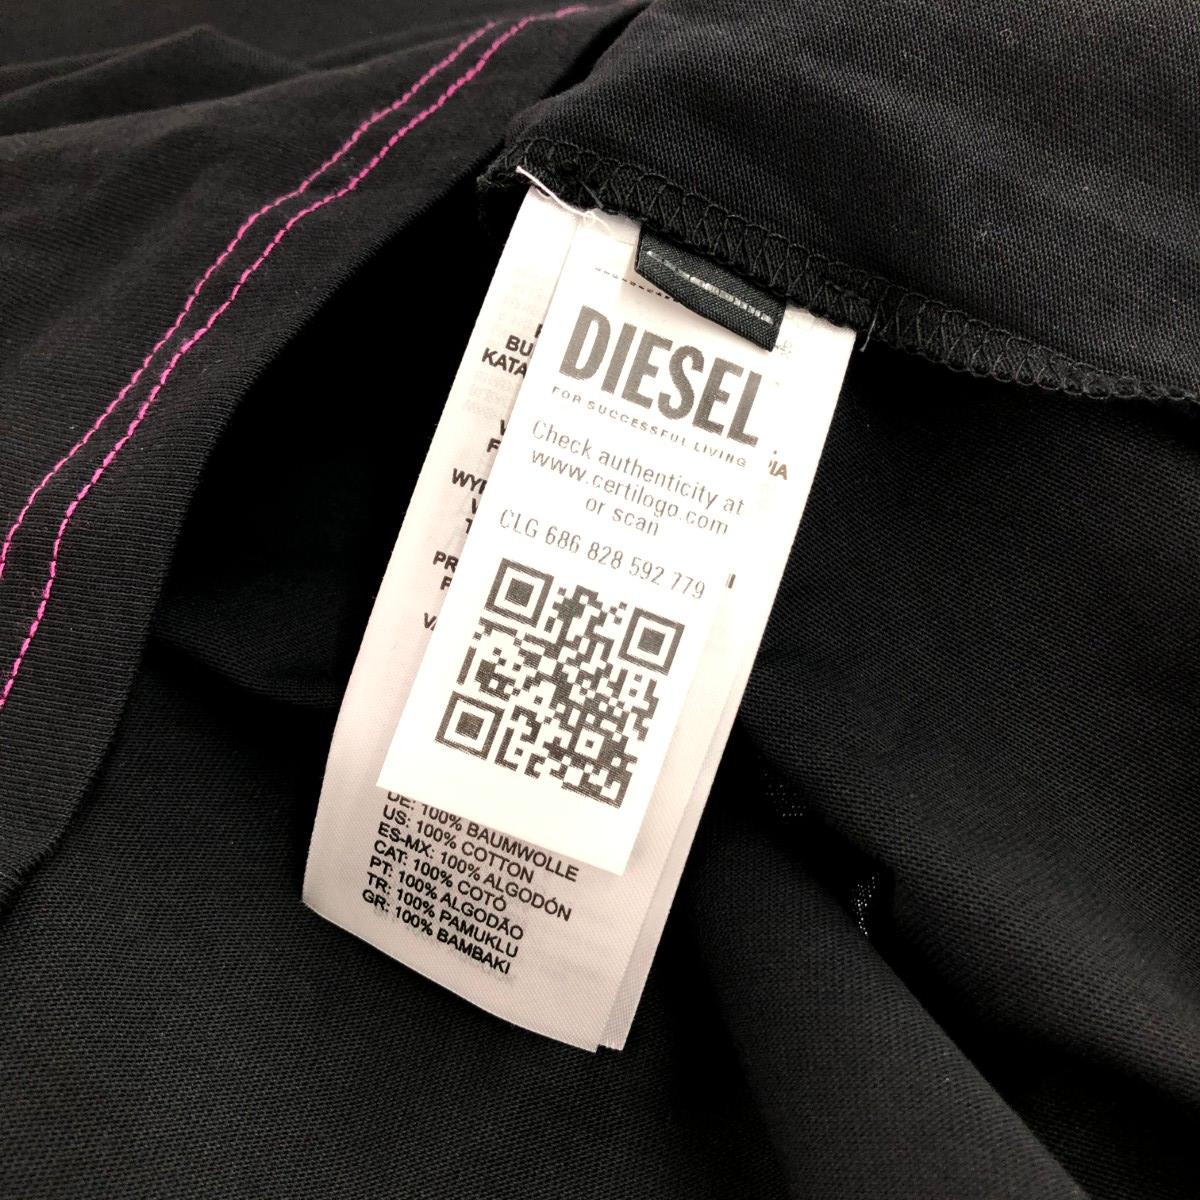 DIESEL
FOR SUCCESSFUL LIVING
Check authenticity at
www.certilogo.com
or scan
CLG 686 828 592 779
DE: 100% BAUMWOLLE
US: 100% COTTON
ES-MX: 100% ALGODÓN
CAT: 100% COTÓ
PT: 100% ALGODÃO
TR: 100% PAMUKLU
GR: 100% BAMBAKI